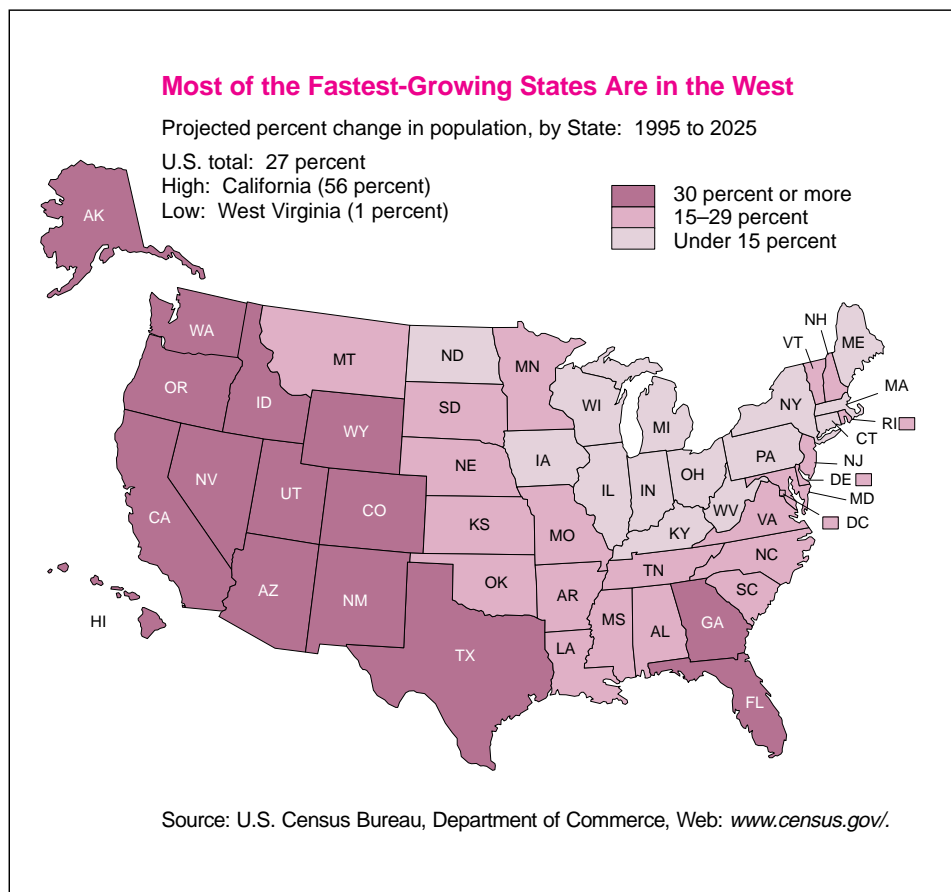 Most of the Fastest-Growing States Are in the West
Projected percent change in population, by State: 1995 to 2025
U.S. total: 27 percent
High: California (56 percent)
Low: West Virginia (1 percent)
30 percent or more
15–29 percent
Under 15 percent
AK
WA
MT
ND
MN
VT
NH
ME
OR
ID
WY
SD
WI
MI
NY
MA
RI
CT
NV
UT
CO
NE
IA
IL
IN
OH
PA
NJ
DE
MD
DC
CA
KS
MO
KY
WV
VA
AZ
NM
OK
AR
TN
NC
SC
HI
TX
LA
MS
AL
GA
FL
Source: U.S. Census Bureau, Department of Commerce, Web: www.census.gov/.